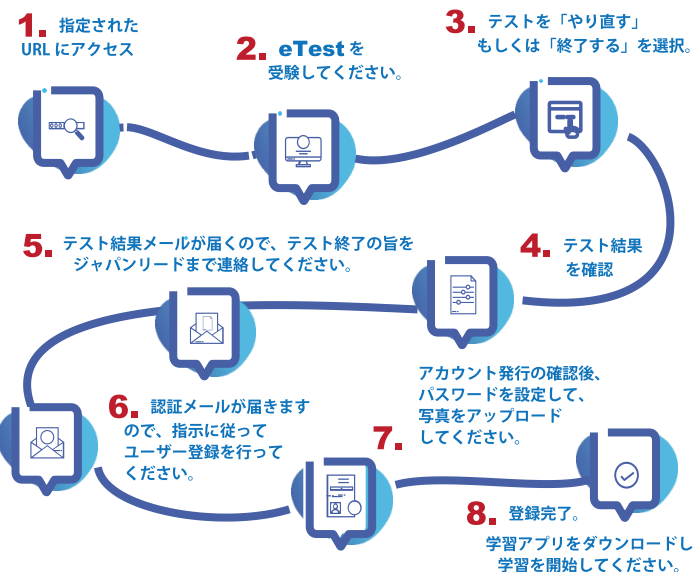 1. 指定された
URL にアクセス
2. eTest を
受験してください。
3. テストを「やり直す」
もしくは「終了する」を選択。
4. テスト結果
を確認
5. テスト結果メールが届くので、テスト終了の旨を
ジャパンリードまで連絡してください。
6. 認証メールが届きます
ので、指示に従って
ユーザー登録を行って
ください。
7. アカウント発行の確認後、
パスワードを設定して、
写真をアップロード
してください。
8. 登録完了。
学習アプリをダウンロードし
学習を開始してください。